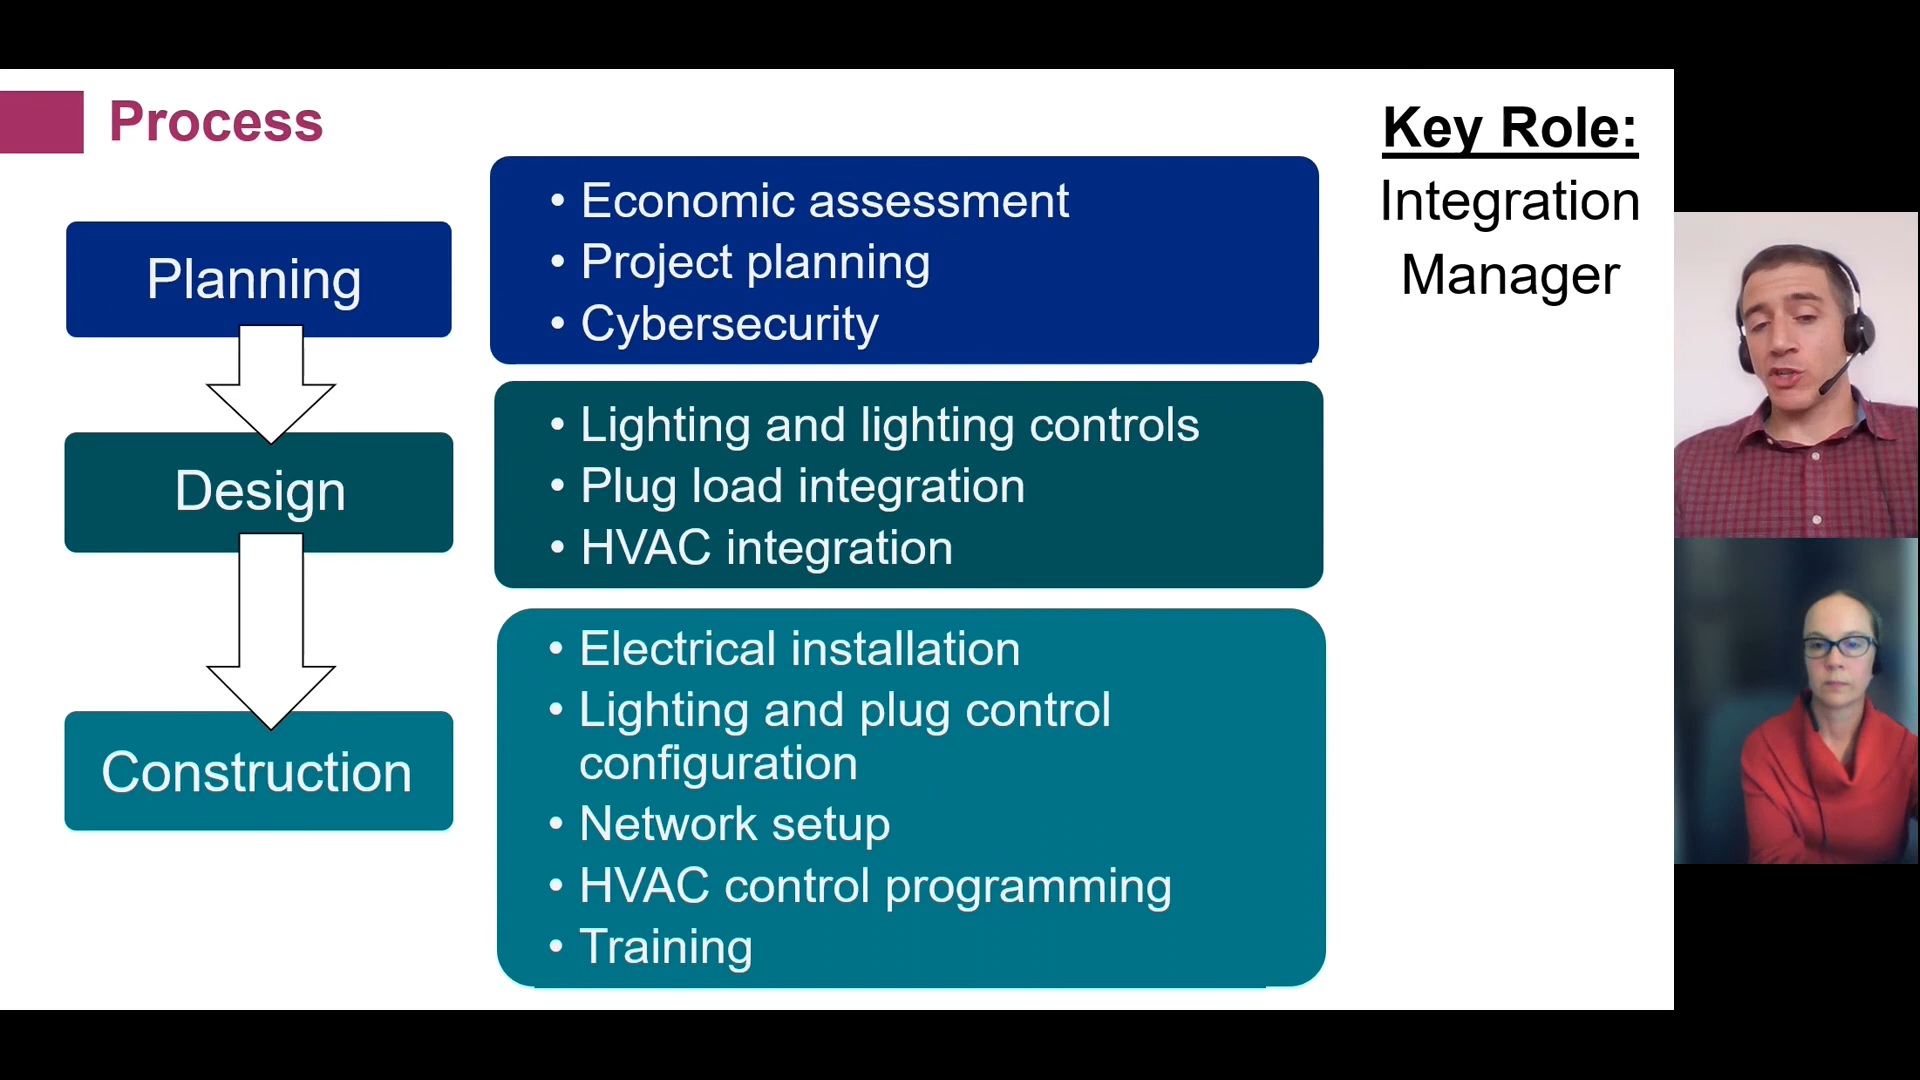 Process
Key Role:
Integration
Manager
Planning
• Economic assessment
• Project planning
• Cybersecurity
Design
• Lighting and lighting controls
• Plug load integration
• HVAC integration
Construction
• Electrical installation
• Lighting and plug control
configuration
• Network setup
• HVAC control programming
• Training